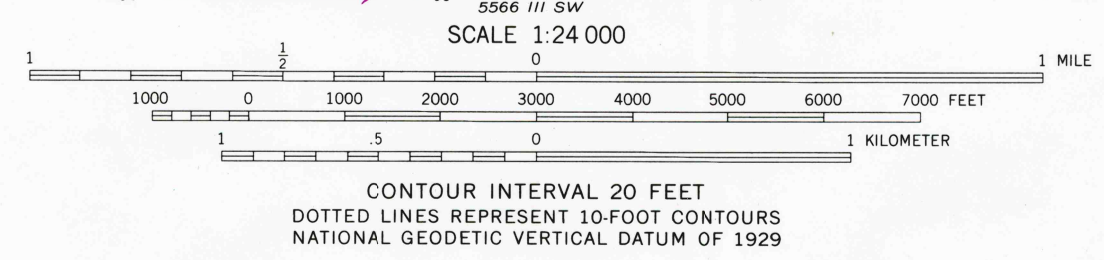 5566 III SW
SCALE 1:24 000
1 1/2 0 1 MILE
1000 0 1000 2000 3000 4000 5000 6000 7000 FEET
1 .5 0 1 KILOMETER
CONTOUR INTERVAL 20 FEET
DOTTED LINES REPRESENT 10-FOOT CONTOURS
NATIONAL GEODETIC VERTICAL DATUM OF 1929